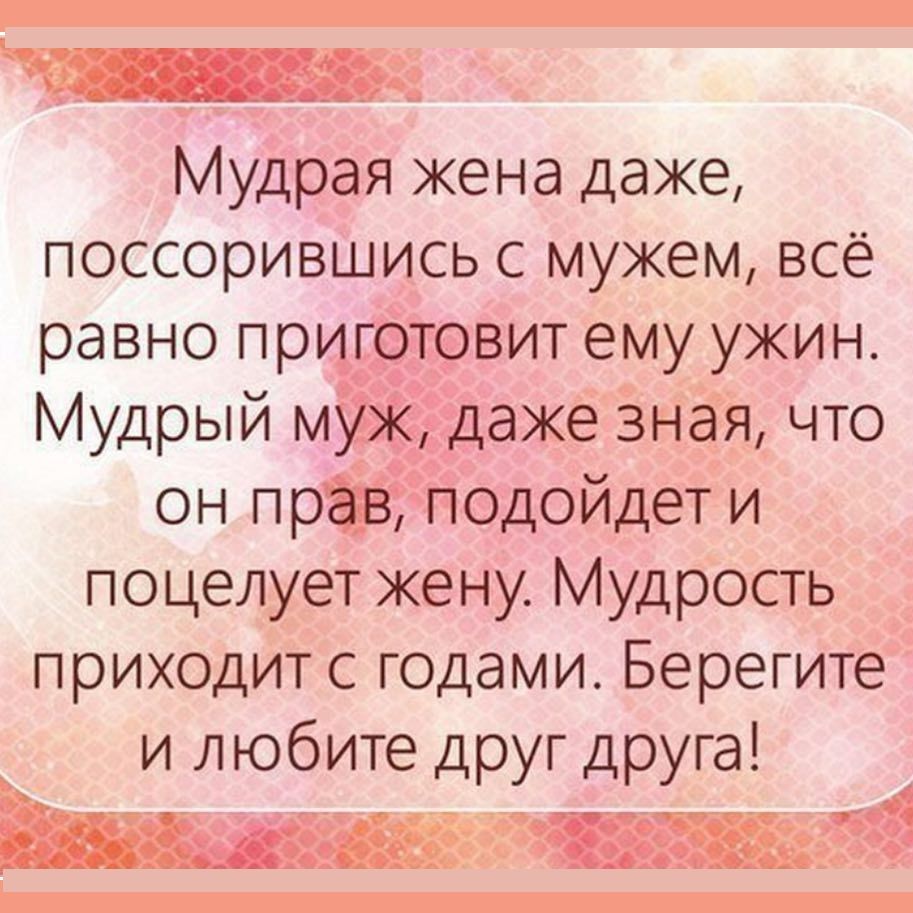 Мудрая жена даже,
поссорившись с мужем, всё
равно приготовит ему ужин.
Мудрый муж, даже зная, что
он прав, подойдет и
поцелует жену. Мудрость
приходит с годами. Берегите
и любите друг друга!